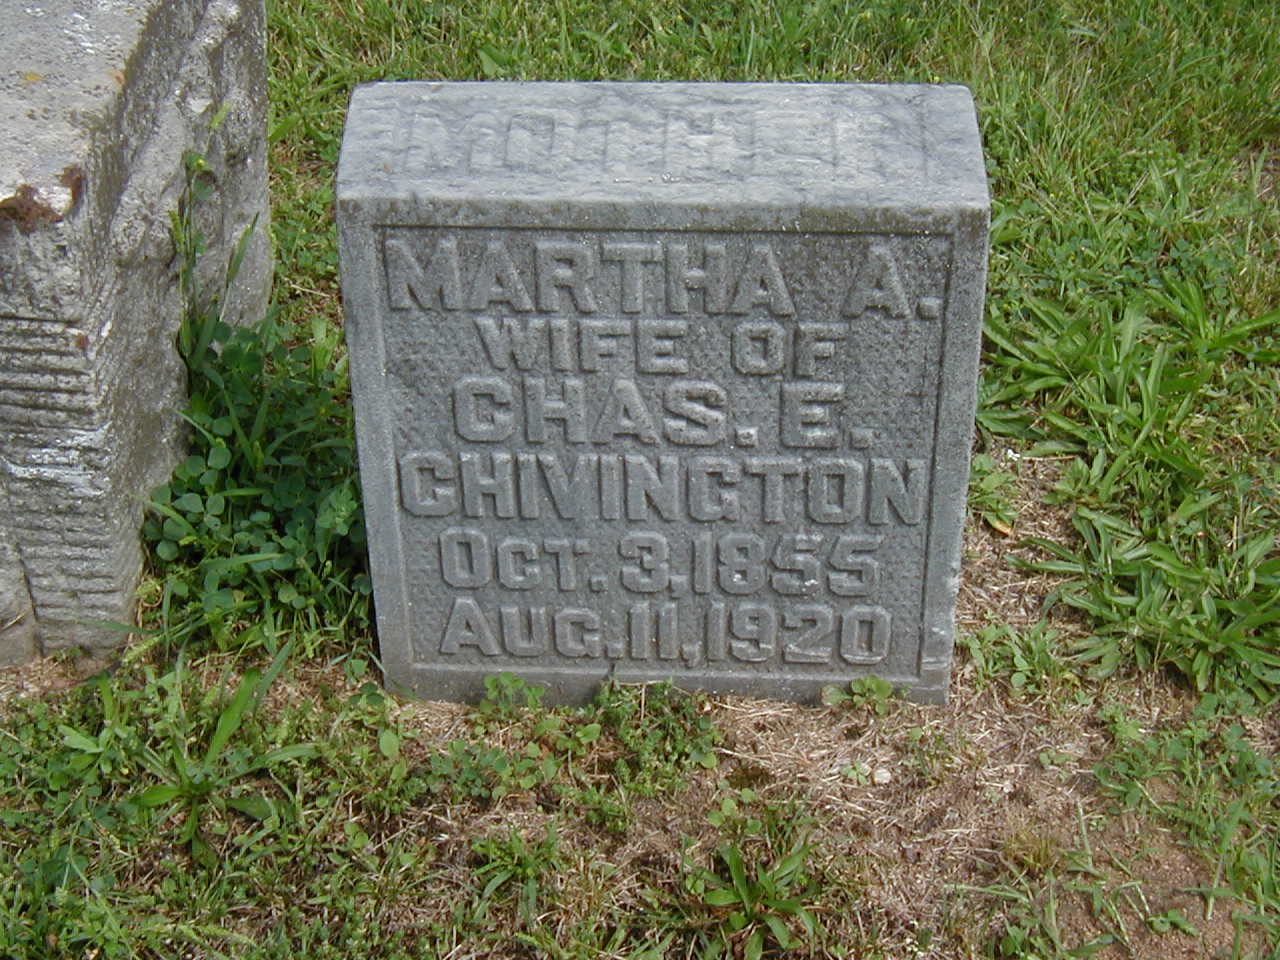 MOTHER
MARTHA A.
WIFE OF
CHAS. E.
CHIVINGTON
OCT. 3, 1855
AUG. 11, 1920